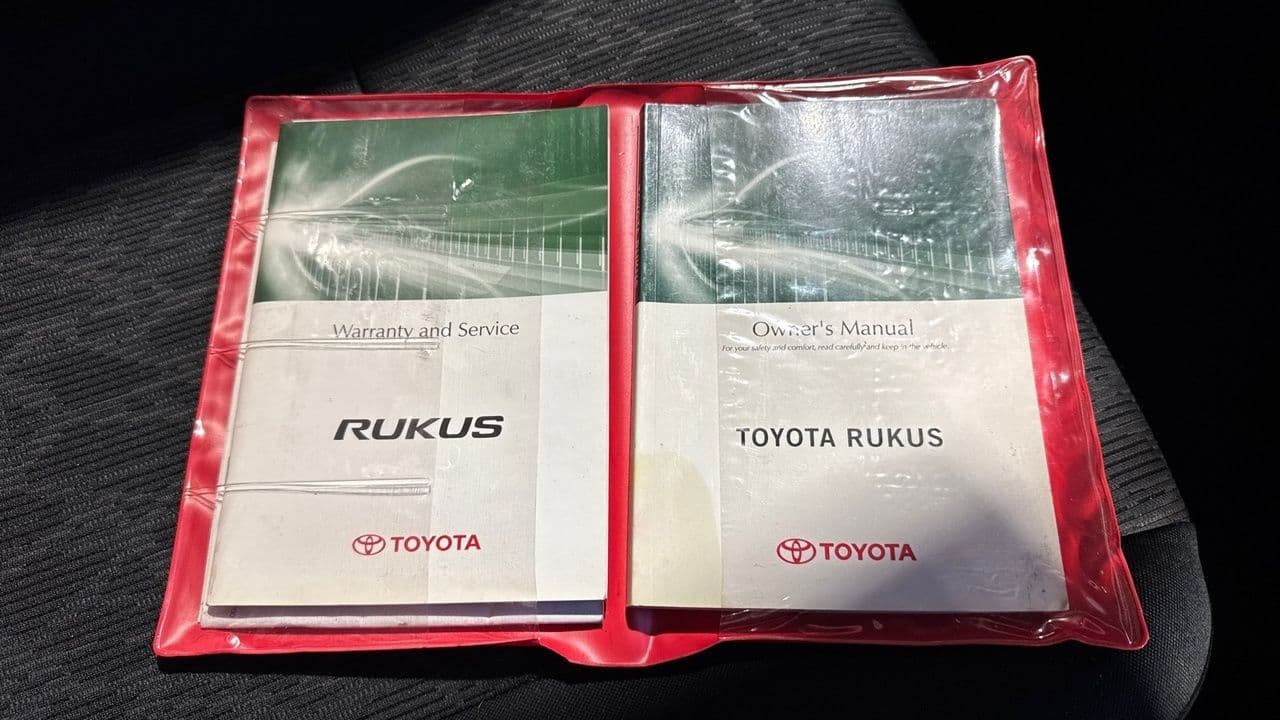 Warranty and Service
RUKUS
TOYOTA
Owner's Manual
For your safety and comfort, read carefully and keep in the vehicle.
TOYOTA RUKUS
TOYOTA